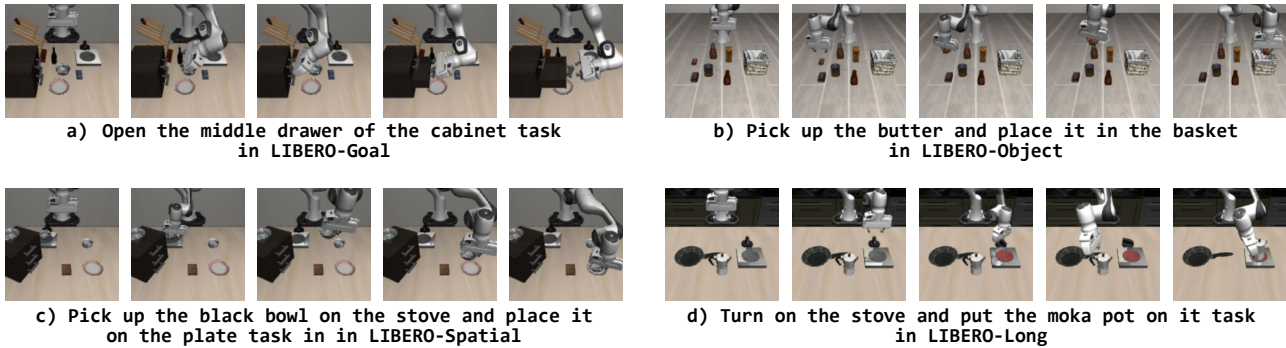 a) Open the middle drawer of the cabinet task
in LIBERO-Goal
b) Pick up the butter and place it in the basket
in LIBERO-Object
c) Pick up the black bowl on the stove and place it
on the plate task in in LIBERO-Spatial
d) Turn on the stove and put the moka pot on it task
in LIBERO-Long